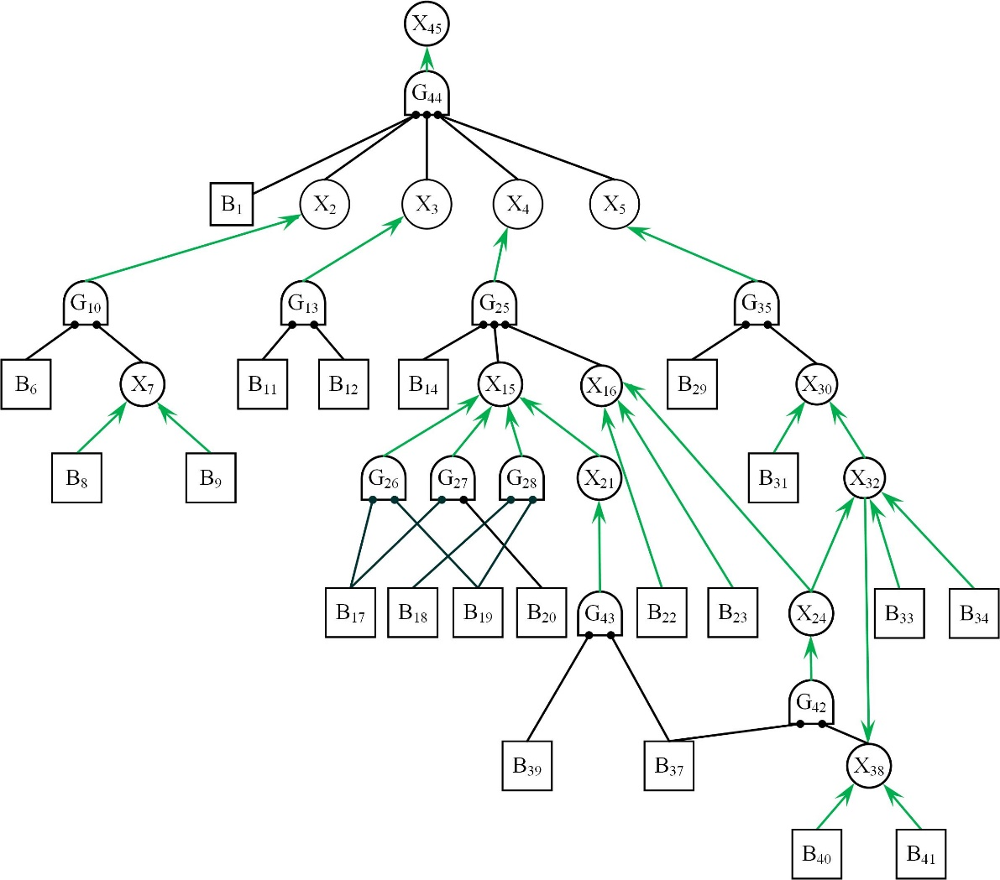 X₄₅
G₄₄
B₁ X₂ X₃ X₄ X₅
G₁₀ G₁₃ G₂₅ G₃₅
B₆ X₇ B₁₁ B₁₂ B₁₄ X₁₅ X₁₆ B₂₉ X₃₀
B₈ B₉ G₂₆ G₂₇ G₂₈ X₂₁ B₃₁ X₃₂
B₁₇ B₁₈ B₁₉ B₂₀ G₄₃ B₂₂ B₂₃ X₂₄ B₃₃ B₃₄
G₄₂
B₃₉ B₃₇ X₃₈
B₄₀ B₄₁